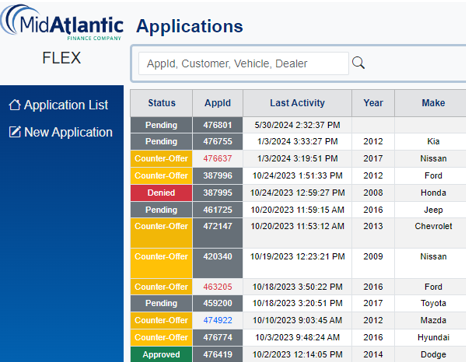 MidAtlantic
FINANCE COMPANY
FLEX
Application List
New Application
Applications
AppId, Customer, Vehicle, Dealer
Status AppId Last Activity Year Make
Pending 476801 5/30/2024 2:32:37 PM
Pending 476755 1/3/2024 3:33:27 PM 2012 Kia
Counter-Offer 476637 1/3/2024 3:19:51 PM 2017 Nissan
Counter-Offer 387996 10/24/2023 1:51:33 PM 2012 Ford
Denied 387995 10/24/2023 12:59:27 PM 2008 Honda
Pending 461725 10/20/2023 11:59:15 AM 2016 Jeep
Counter-Offer 472147 10/20/2023 11:53:12 AM 2013 Chevrolet
Counter-Offer 420340 10/19/2023 12:23:21 PM 2009 Nissan
Counter-Offer 463205 10/18/2023 3:50:22 PM 2016 Ford
Pending 459200 10/18/2023 3:20:51 PM 2017 Toyota
Counter-Offer 474922 10/10/2023 9:03:45 AM 2012 Mazda
Counter-Offer 476774 10/3/2023 9:48:24 AM 2016 Hyundai
Approved 476419 10/2/2023 12:14:05 PM 2014 Dodge